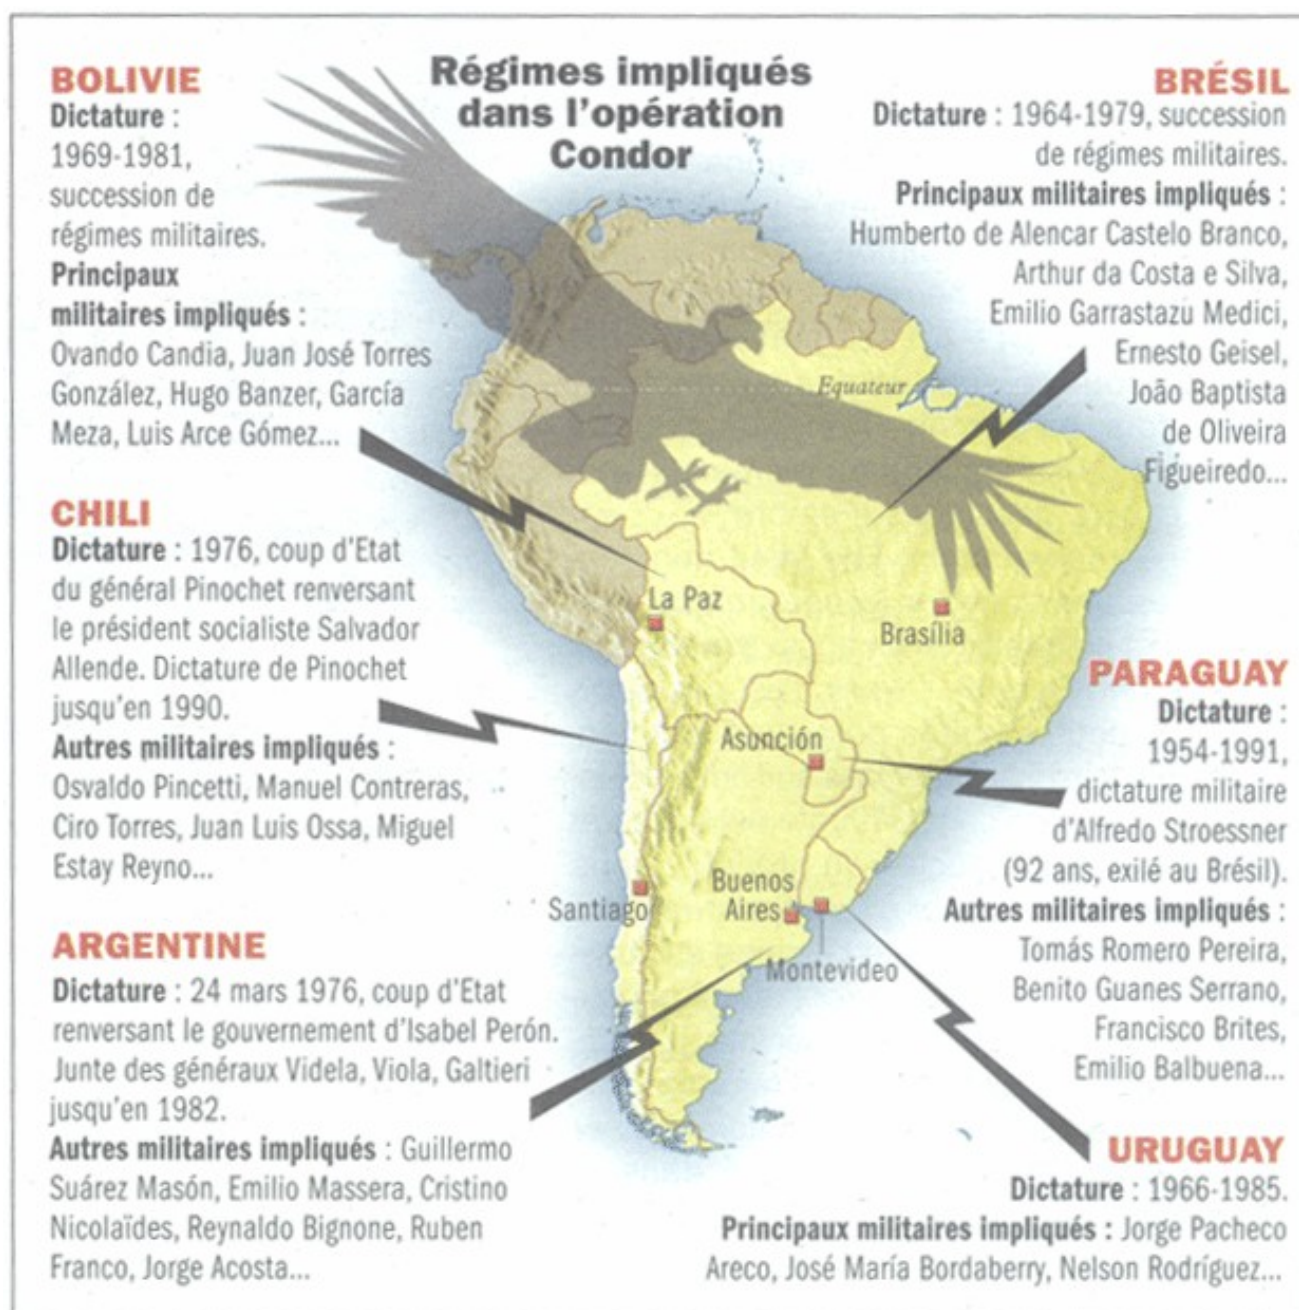 Régimes impliqués
dans l'opération
Condor
BOLIVIE
Dictature :
1969-1981,
succession de
régimes militaires.
Principaux
militaires impliqués :
Ovando Candia, Juan José Torres
González, Hugo Banzer, García
Meza, Luis Arce Gómez...
CHILI
Dictature : 1976, coup d'Etat
du général Pinochet renversant
le président socialiste Salvador
Allende. Dictature de Pinochet
jusqu'en 1990.
Autres militaires impliqués :
Osvaldo Pincetti, Manuel Contreras,
Ciro Torres, Juan Luis Ossa, Miguel
Estay Reyno...
ARGENTINE
Dictature : 24 mars 1976, coup d'Etat
renversant le gouvernement d'Isabel Perón.
Junte des généraux Videla, Viola, Galtieri
jusqu'en 1982.
Autres militaires impliqués : Guillermo
Suárez Masón, Emilio Massera, Cristino
Nicolaïdes, Reynaldo Bignone, Ruben
Franco, Jorge Acosta...
BRÉSIL
Dictature : 1964-1979, succession
de régimes militaires.
Principaux militaires impliqués :
Humberto de Alencar Castelo Branco,
Arthur da Costa e Silva,
Emilio Garrastazu Medici,
Ernesto Geisel,
João Baptista
de Oliveira
Figueiredo...
PARAGUAY
Dictature :
1954-1991,
dictature militaire
d'Alfredo Stroessner
(92 ans, exilé au Brésil).
Autres militaires impliqués :
Tomás Romero Pereira,
Benito Guanes Serrano,
Francisco Brites,
Emilio Balbuena...
URUGUAY
Dictature : 1966-1985.
Principaux militaires impliqués : Jorge Pacheco
Areco, José María Bordaberry, Nelson Rodríguez...
Equateur
La Paz
Brasília
Asunción
Santiago
Buenos
Aires
Montevideo